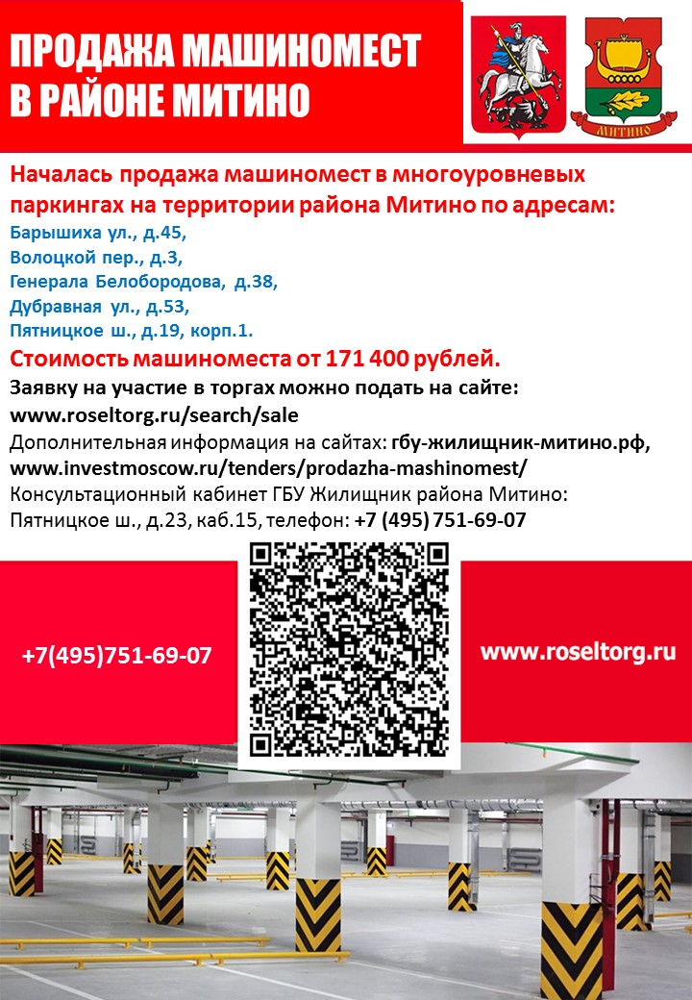 ПРОДАЖА МАШИНОМЕСТ
В РАЙОНЕ МИТИНО
МИТИНО
Началась продажа машиномест в многоуровневых
паркингах на территории района Митино по адресам:
Барышиха ул., д.45,
Волоцкой пер., д.3,
Генерала Белобородова, д.38,
Дубравная ул., д.53,
Пятницкое ш., д.19, корп.1.
Стоимость машиноместа от 171 400 рублей.
Заявку на участие в торгах можно подать на сайте:
www.roseltorg.ru/search/sale
Дополнительная информация на сайтах: гбу-жилищник-митино.рф,
www.investmoscow.ru/tenders/prodazha-mashinomest/
Консультационный кабинет ГБУ Жилищник района Митино:
Пятницкое ш., д.23, каб.15, телефон: +7 (495) 751-69-07
+7(495)751-69-07
www.roseltorg.ru